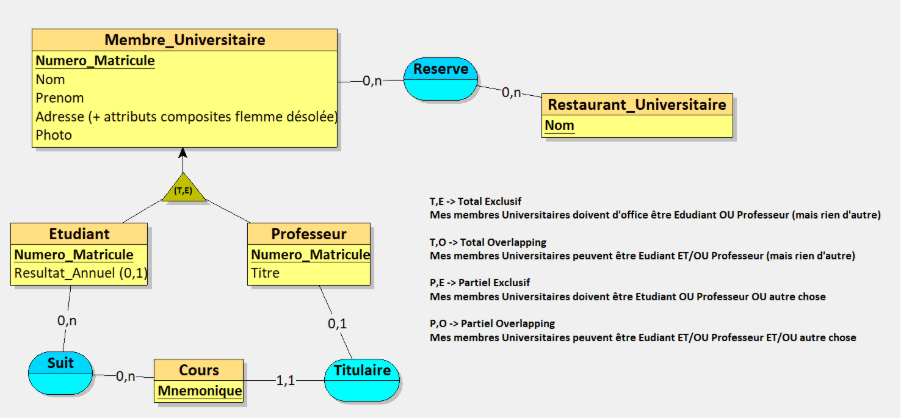 Membre_Universitaire
Numero_Matricule
Nom
Prenom
Adresse (+ attributs composites flemme désolée)
Photo
0,n
Reserve
0,n
Restaurant_Universitaire
Nom
(T,E)
Etudiant
Numero_Matricule
Resultat_Annuel (0,1)
Professeur
Numero_Matricule
Titre
T,E -> Total Exclusif
Mes membres Universitaires doivent d'office être Edudiant OU Professeur (mais rien d'autre)
T,O -> Total Overlapping
Mes membres Universitaires peuvent être Eudiant ET/OU Professeur (mais rien d'autre)
P,E -> Partiel Exclusif
Mes membres Universitaires doivent être Etudiant OU Professeur OU autre chose
P,O -> Partiel Overlapping
Mes membres Universitaires peuvent être Eudiant ET/OU Professeur ET/OU autre chose
0,n
0,1
Suit
0,n
Cours
Mnemonique
1,1
Titulaire